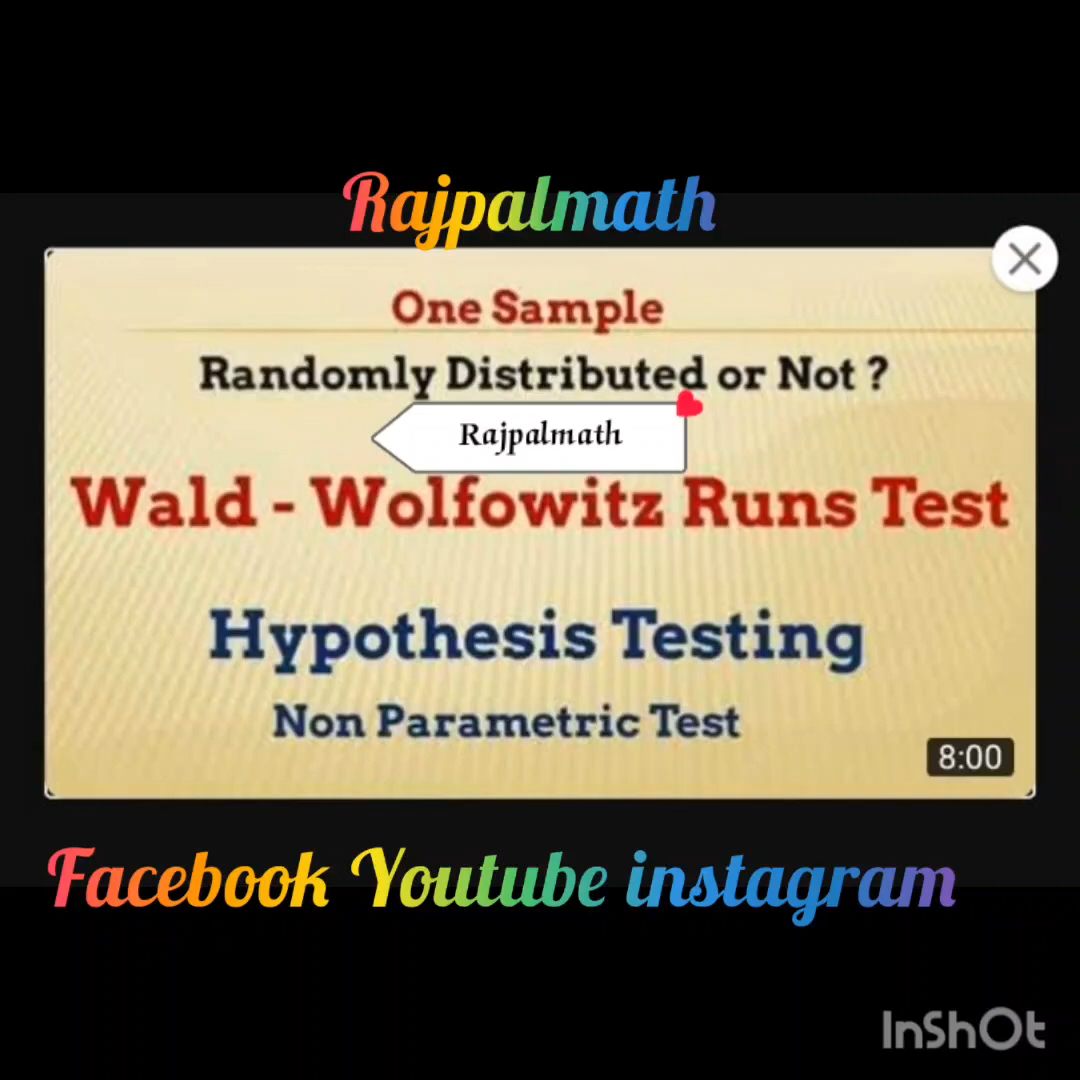 Rajpalmath
One Sample
Randomly Distributed or Not ?
Rajpalmath
Wald - Wolfowitz Runs Test
Hypothesis Testing
Non Parametric Test
8:00
Facebook Youtube instagram
InShOt